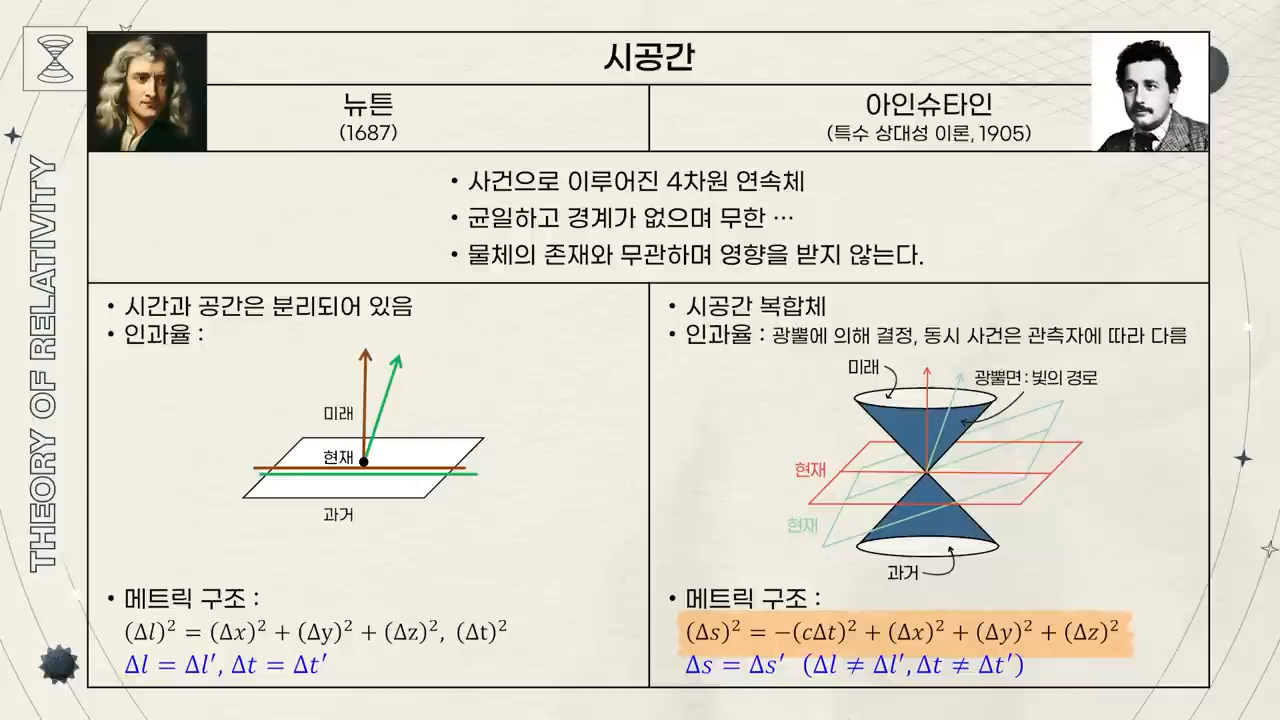 THEORY OF RELATIVITY
시공간
뉴튼
(1687)
아인슈타인
(특수 상대성 이론, 1905)
• 사건으로 이루어진 4차원 연속체
• 균일하고 경계가 없으며 무한 ⋯
• 물체의 존재와 무관하며 영향을 받지 않는다.
• 시간과 공간은 분리되어 있음
• 인과율 :
미래
현재
과거
• 메트릭 구조 :
(Δl)² = (Δx)² + (Δy)² + (Δz)², (Δt)²
Δl = Δl′, Δt = Δt′
• 시공간 복합체
• 인과율 : 광뿔에 의해 결정, 동시 사건은 관측자에 따라 다름
미래
광뿔면 : 빛의 경로
현재
현재
과거
• 메트릭 구조 :
(Δs)² = −(cΔt)² + (Δx)² + (Δy)² + (Δz)²
Δs = Δs′ (Δl ≠ Δl′, Δt ≠ Δt′)